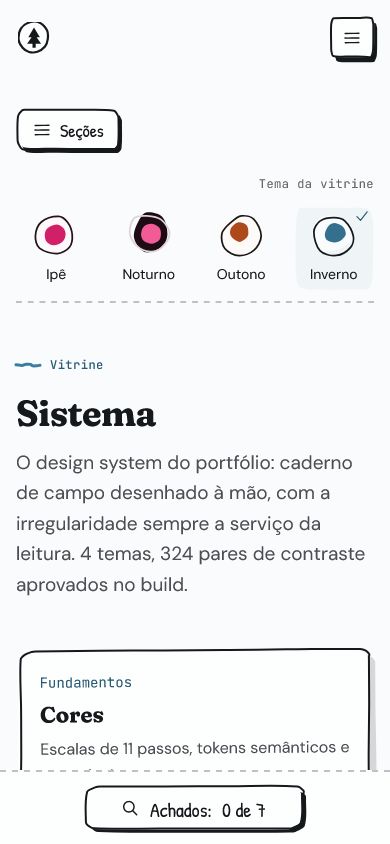 Seções
Tema da vitrine
Ipê
Noturno
Outono
Inverno
Vitrine
Sistema
O design system do portfólio: caderno
de campo desenhado à mão, com a
irregularidade sempre a serviço da
leitura. 4 temas, 324 pares de contraste
aprovados no build.
Fundamentos
Cores
Escalas de 11 passos, tokens semânticos e
Achados: 0 de 7